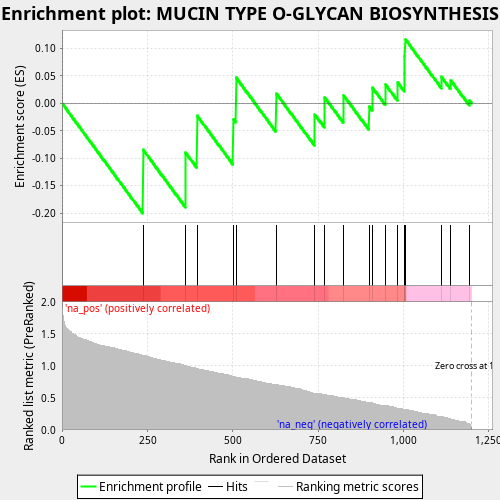 Enrichment plot: MUCIN TYPE O-GLYCAN BIOSYNTHESIS
Enrichment score (ES)
0.10
0.05
0.00
-0.05
-0.10
-0.15
-0.20
'na_pos' (positively correlated)
Ranked list metric (PreRanked)
2.0
1.5
1.0
0.5
0.0
Zero cross at 1
'na_neg' (negatively correlated)
0 250 500 750 1,000 1,250
Rank in Ordered Dataset
Enrichment profile Hits Ranking metric scores